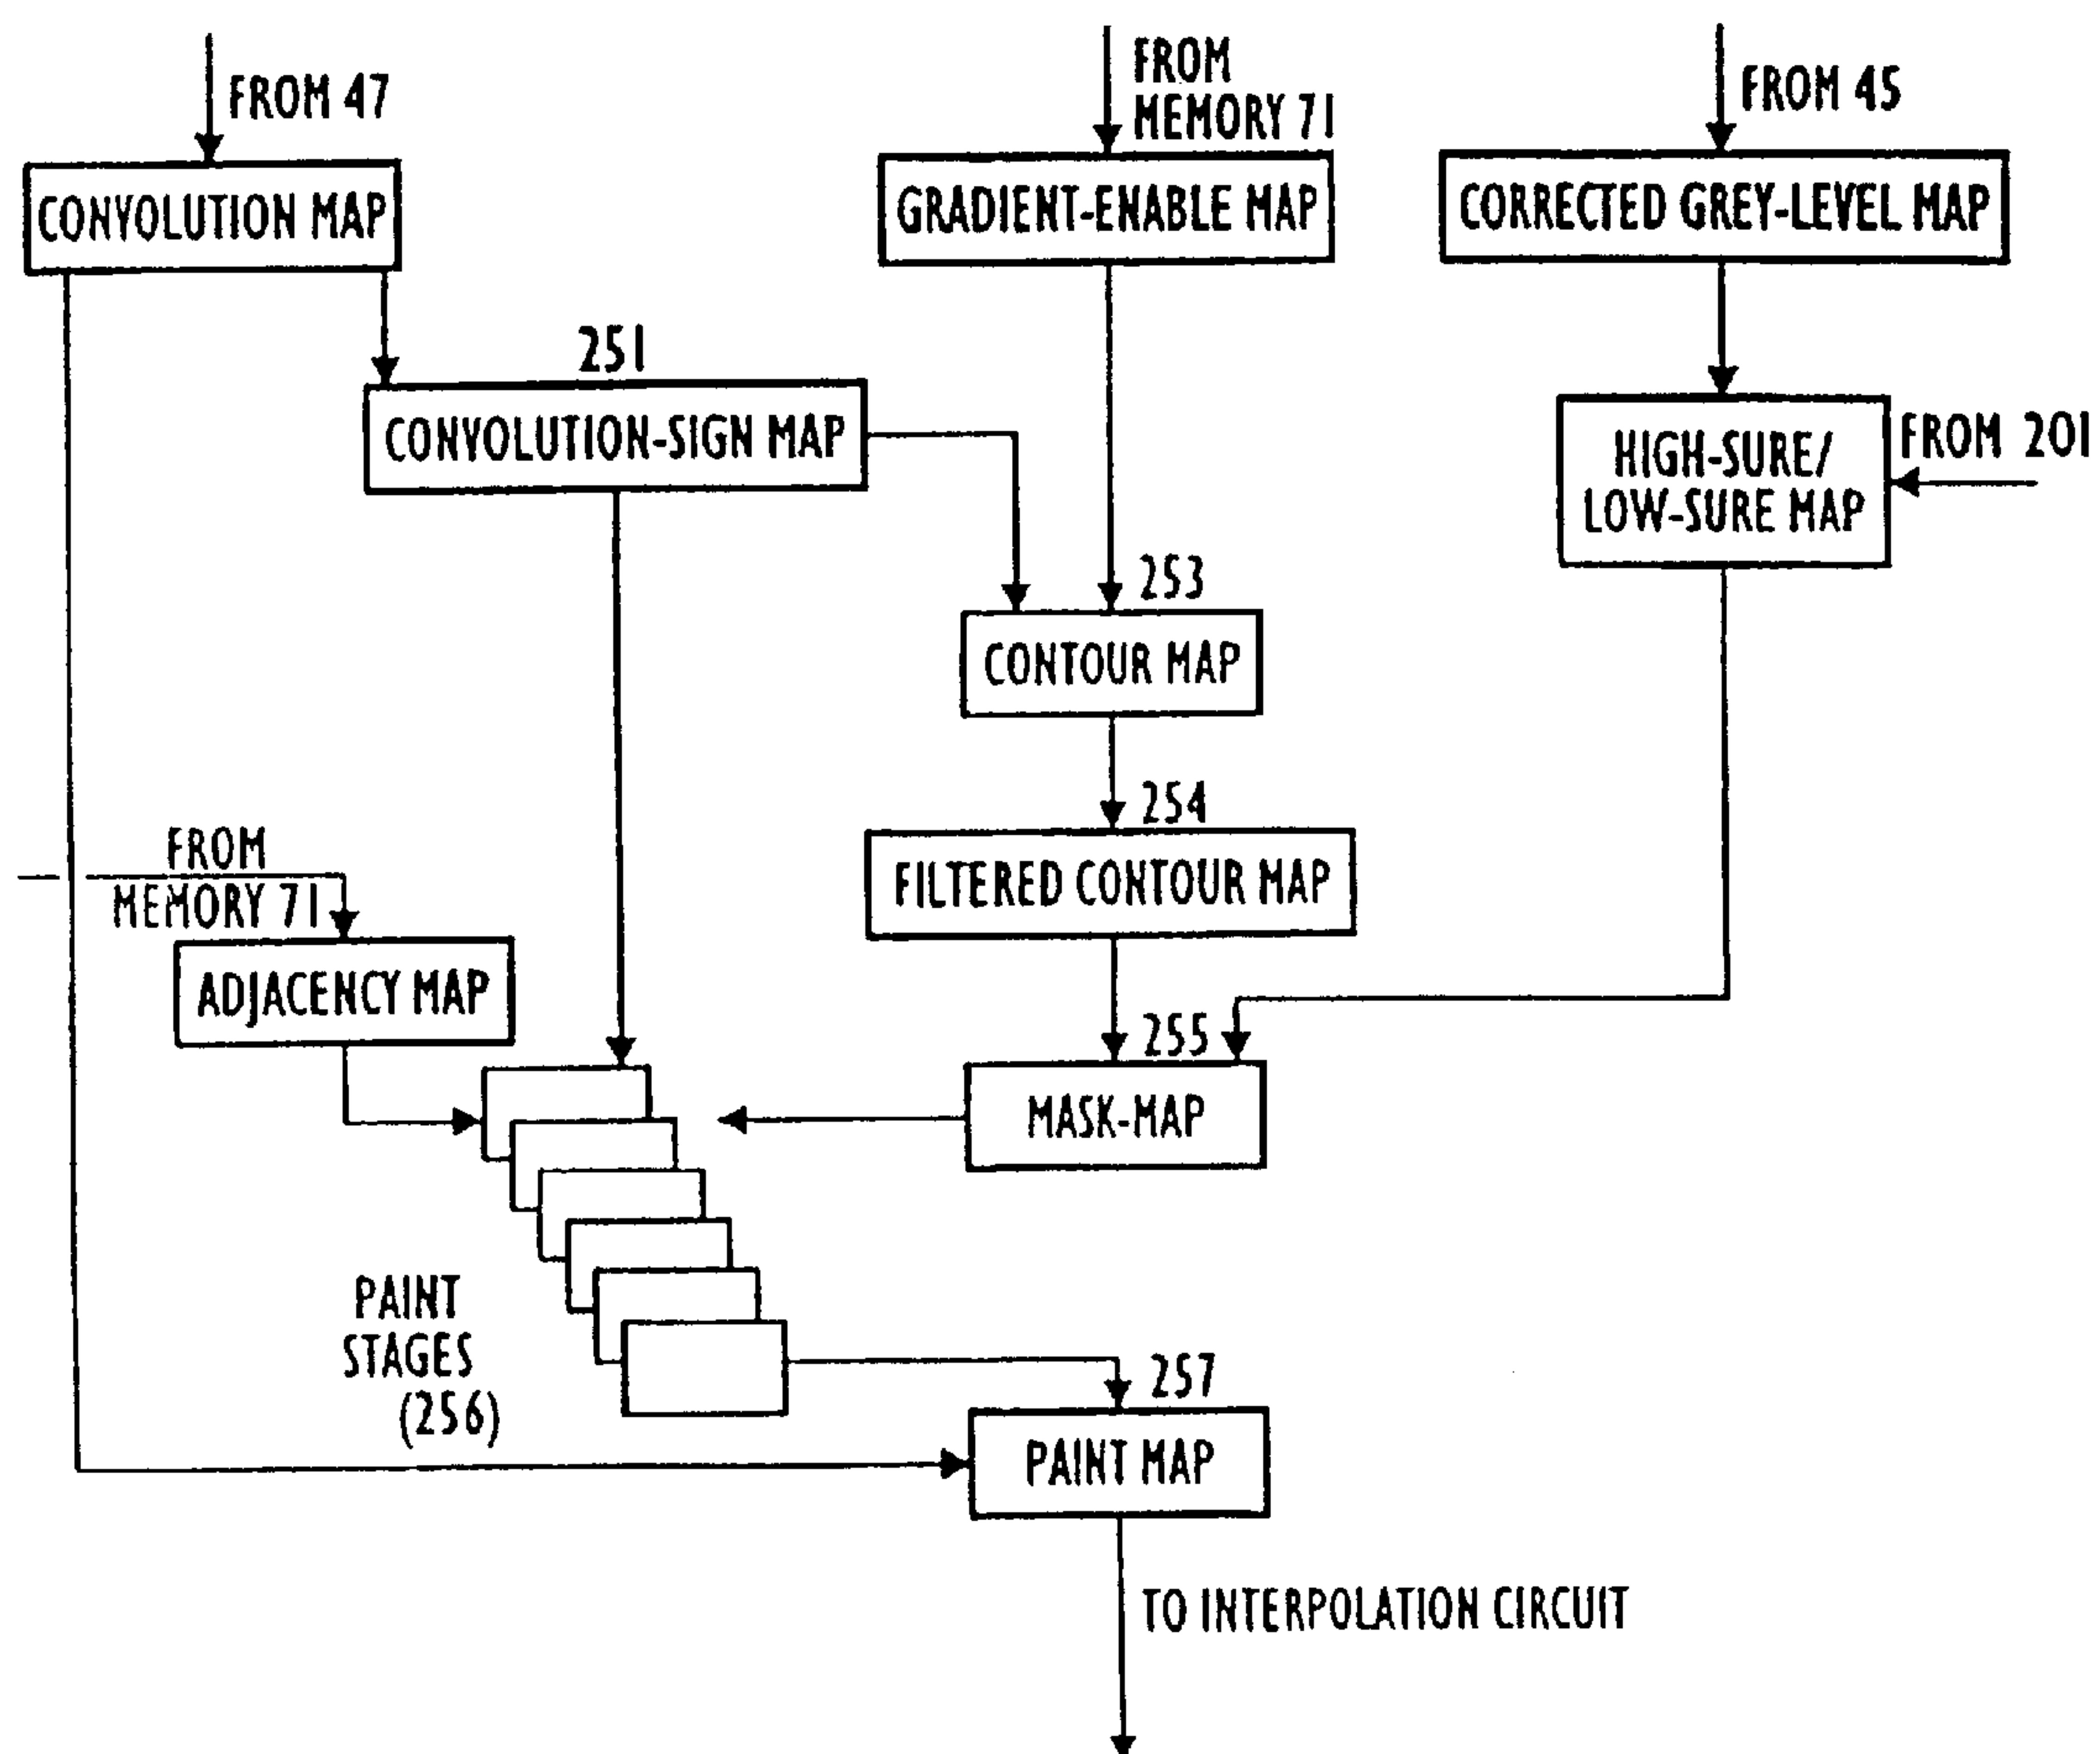 FROM 47
FROM
MEMORY 71
FROM 45
CONVOLUTION MAP
GRADIENT-ENABLE MAP
CORRECTED GREY-LEVEL MAP
251
CONVOLUTION-SIGN MAP
HIGH-SURE/
LOW-SURE MAP
FROM 201
253
CONTOUR MAP
254
FILTERED CONTOUR MAP
FROM
MEMORY 71
ADJACENCY MAP
255
MASK-MAP
PAINT
STAGES
(256)
257
PAINT MAP
TO INTERPOLATION CIRCUIT